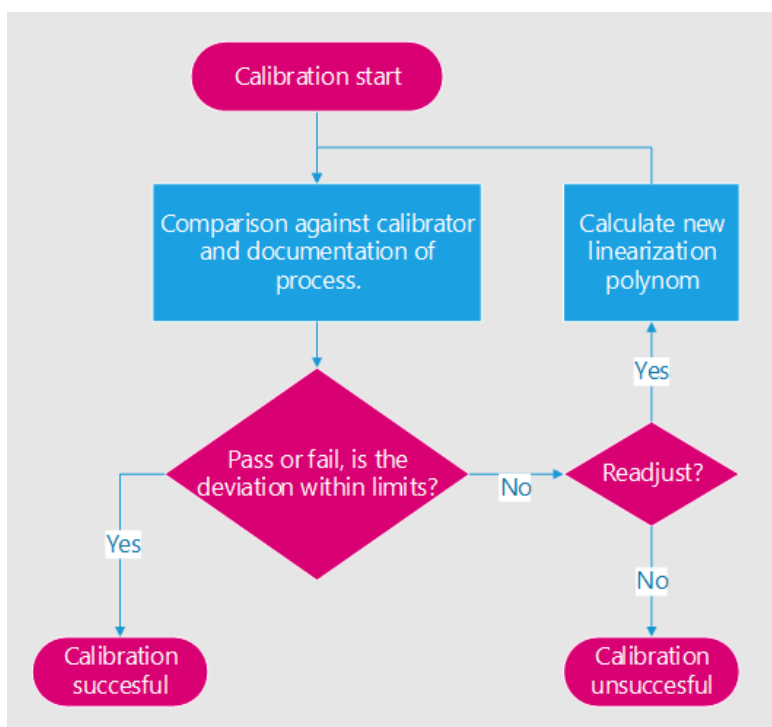 Calibration start
Comparison against calibrator
and documentation of
process.
Calculate new
linearization
polynom
Yes
Pass or fail, is the
deviation within limits?
No
Readjust?
Yes
No
Calibration
succesful
Calibration
unsuccesful